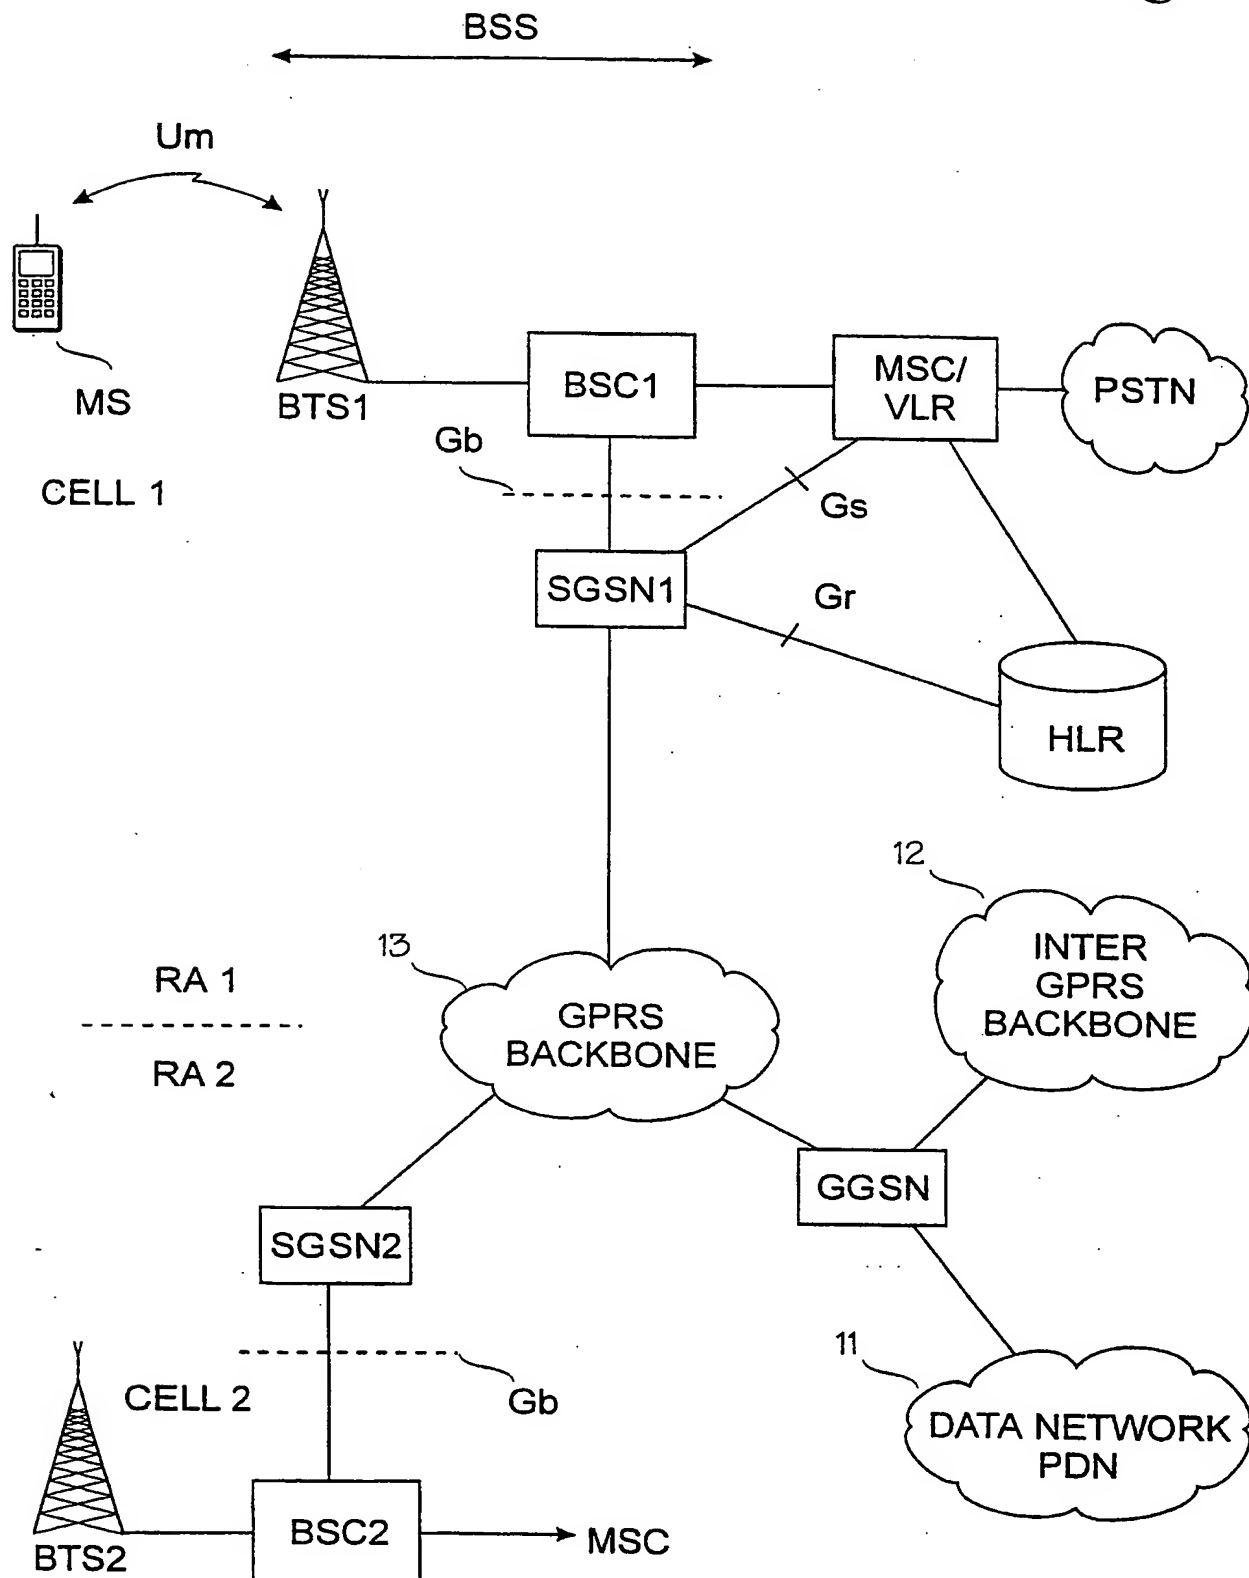 BSS
Um
MS
BTS1
BSC1
MSC/
VLR
PSTN
CELL 1
Gb
Gs
SGSN1
Gr
HLR
12
13
INTER
GPRS
BACKBONE
RA 1
GPRS
BACKBONE
RA 2
GGSN
SGSN2
11
CELL 2
Gb
DATA NETWORK
PDN
BSC2
MSC
BTS2